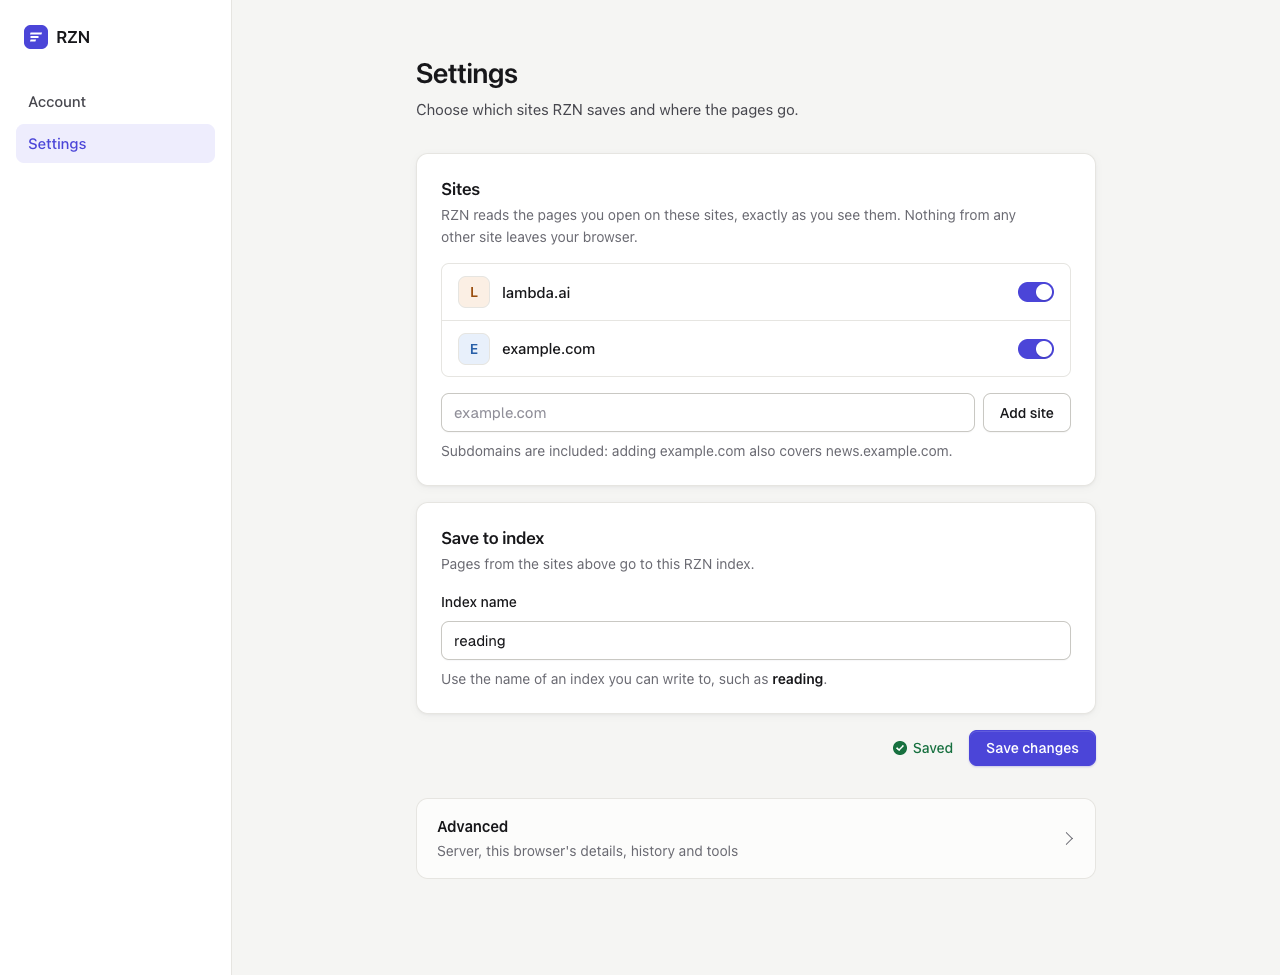 RZN
Account
Settings
Settings
Choose which sites RZN saves and where the pages go.
Sites
RZN reads the pages you open on these sites, exactly as you see them. Nothing from any
other site leaves your browser.
L lambda.ai
E example.com
example.com Add site
Subdomains are included: adding example.com also covers news.example.com.
Save to index
Pages from the sites above go to this RZN index.
Index name
reading
Use the name of an index you can write to, such as reading.
Saved Save changes
Advanced
Server, this browser's details, history and tools